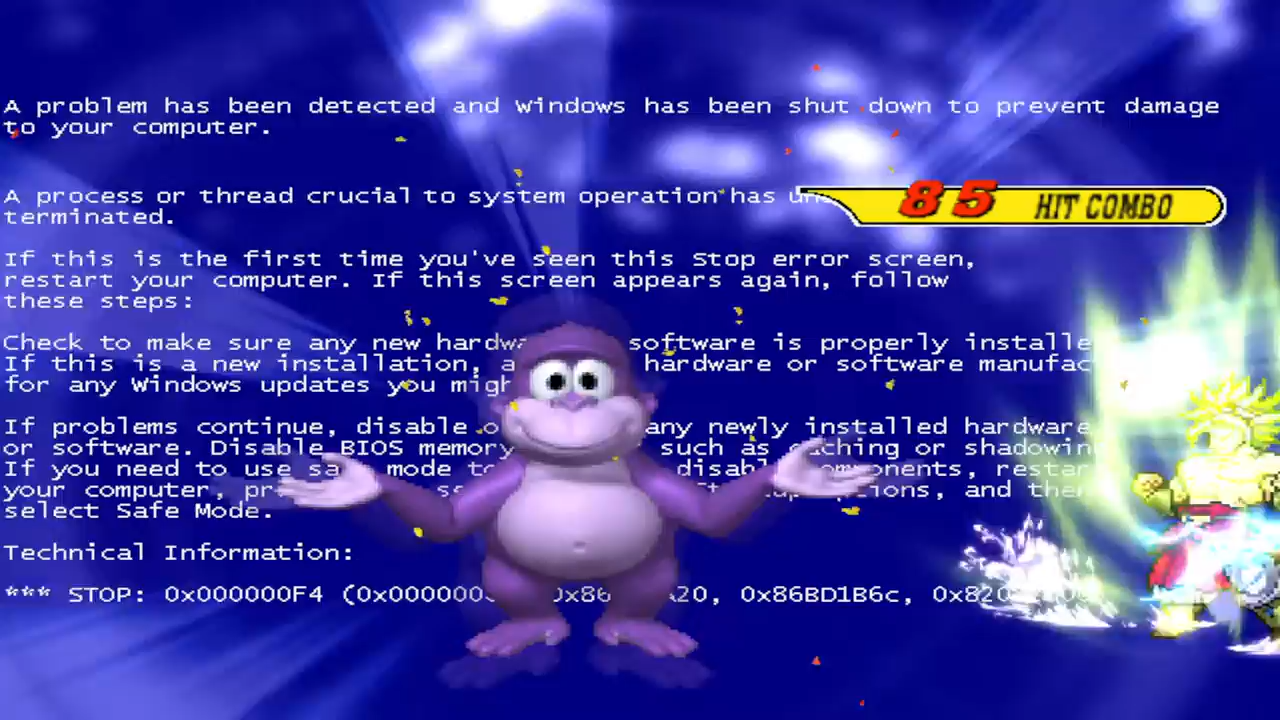 A problem has been detected and Windows has been shut down to prevent damage
to your computer.
A process or thread crucial to system operation has
terminated.
85 HIT COMBO
If this is the first time you've seen this Stop error screen,
restart your computer. If this screen appears again, follow
these steps:
Check to make sure any new software is properly
If this is a new installation, hardware or software
for any Windows updates you
If problems continue, disable any newly installed hardware
or software. Disable BIOS memory such as or
If you need to use mode
your computer, and
select Safe Mode.
Technical Information:
*** STOP: 0x000000F4 0x86BD1B6c,